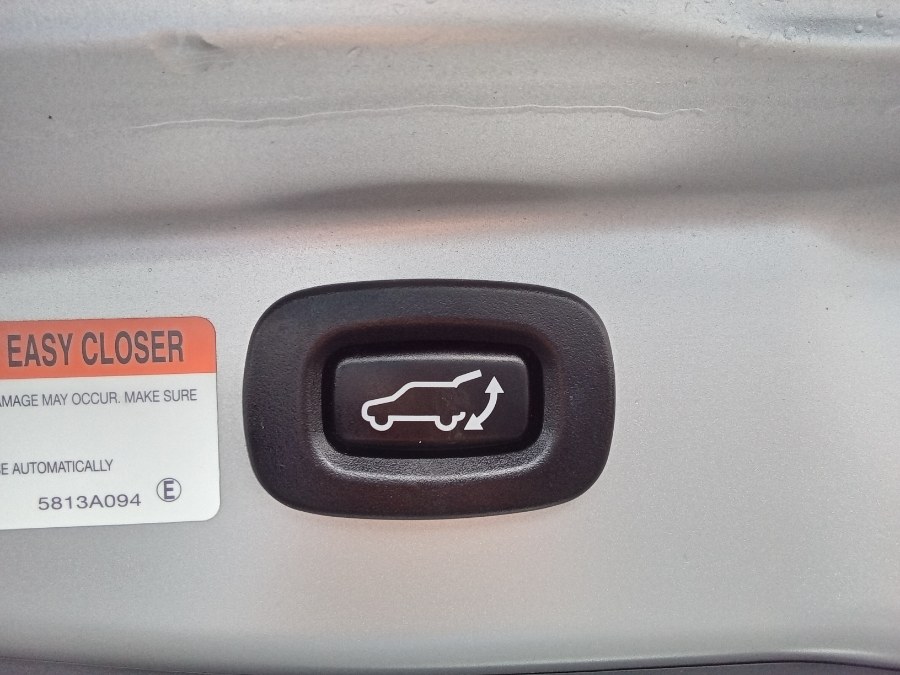 EASY CLOSER
AMAGE MAY OCCUR. MAKE SURE
E AUTOMATICALLY
5813A094 E